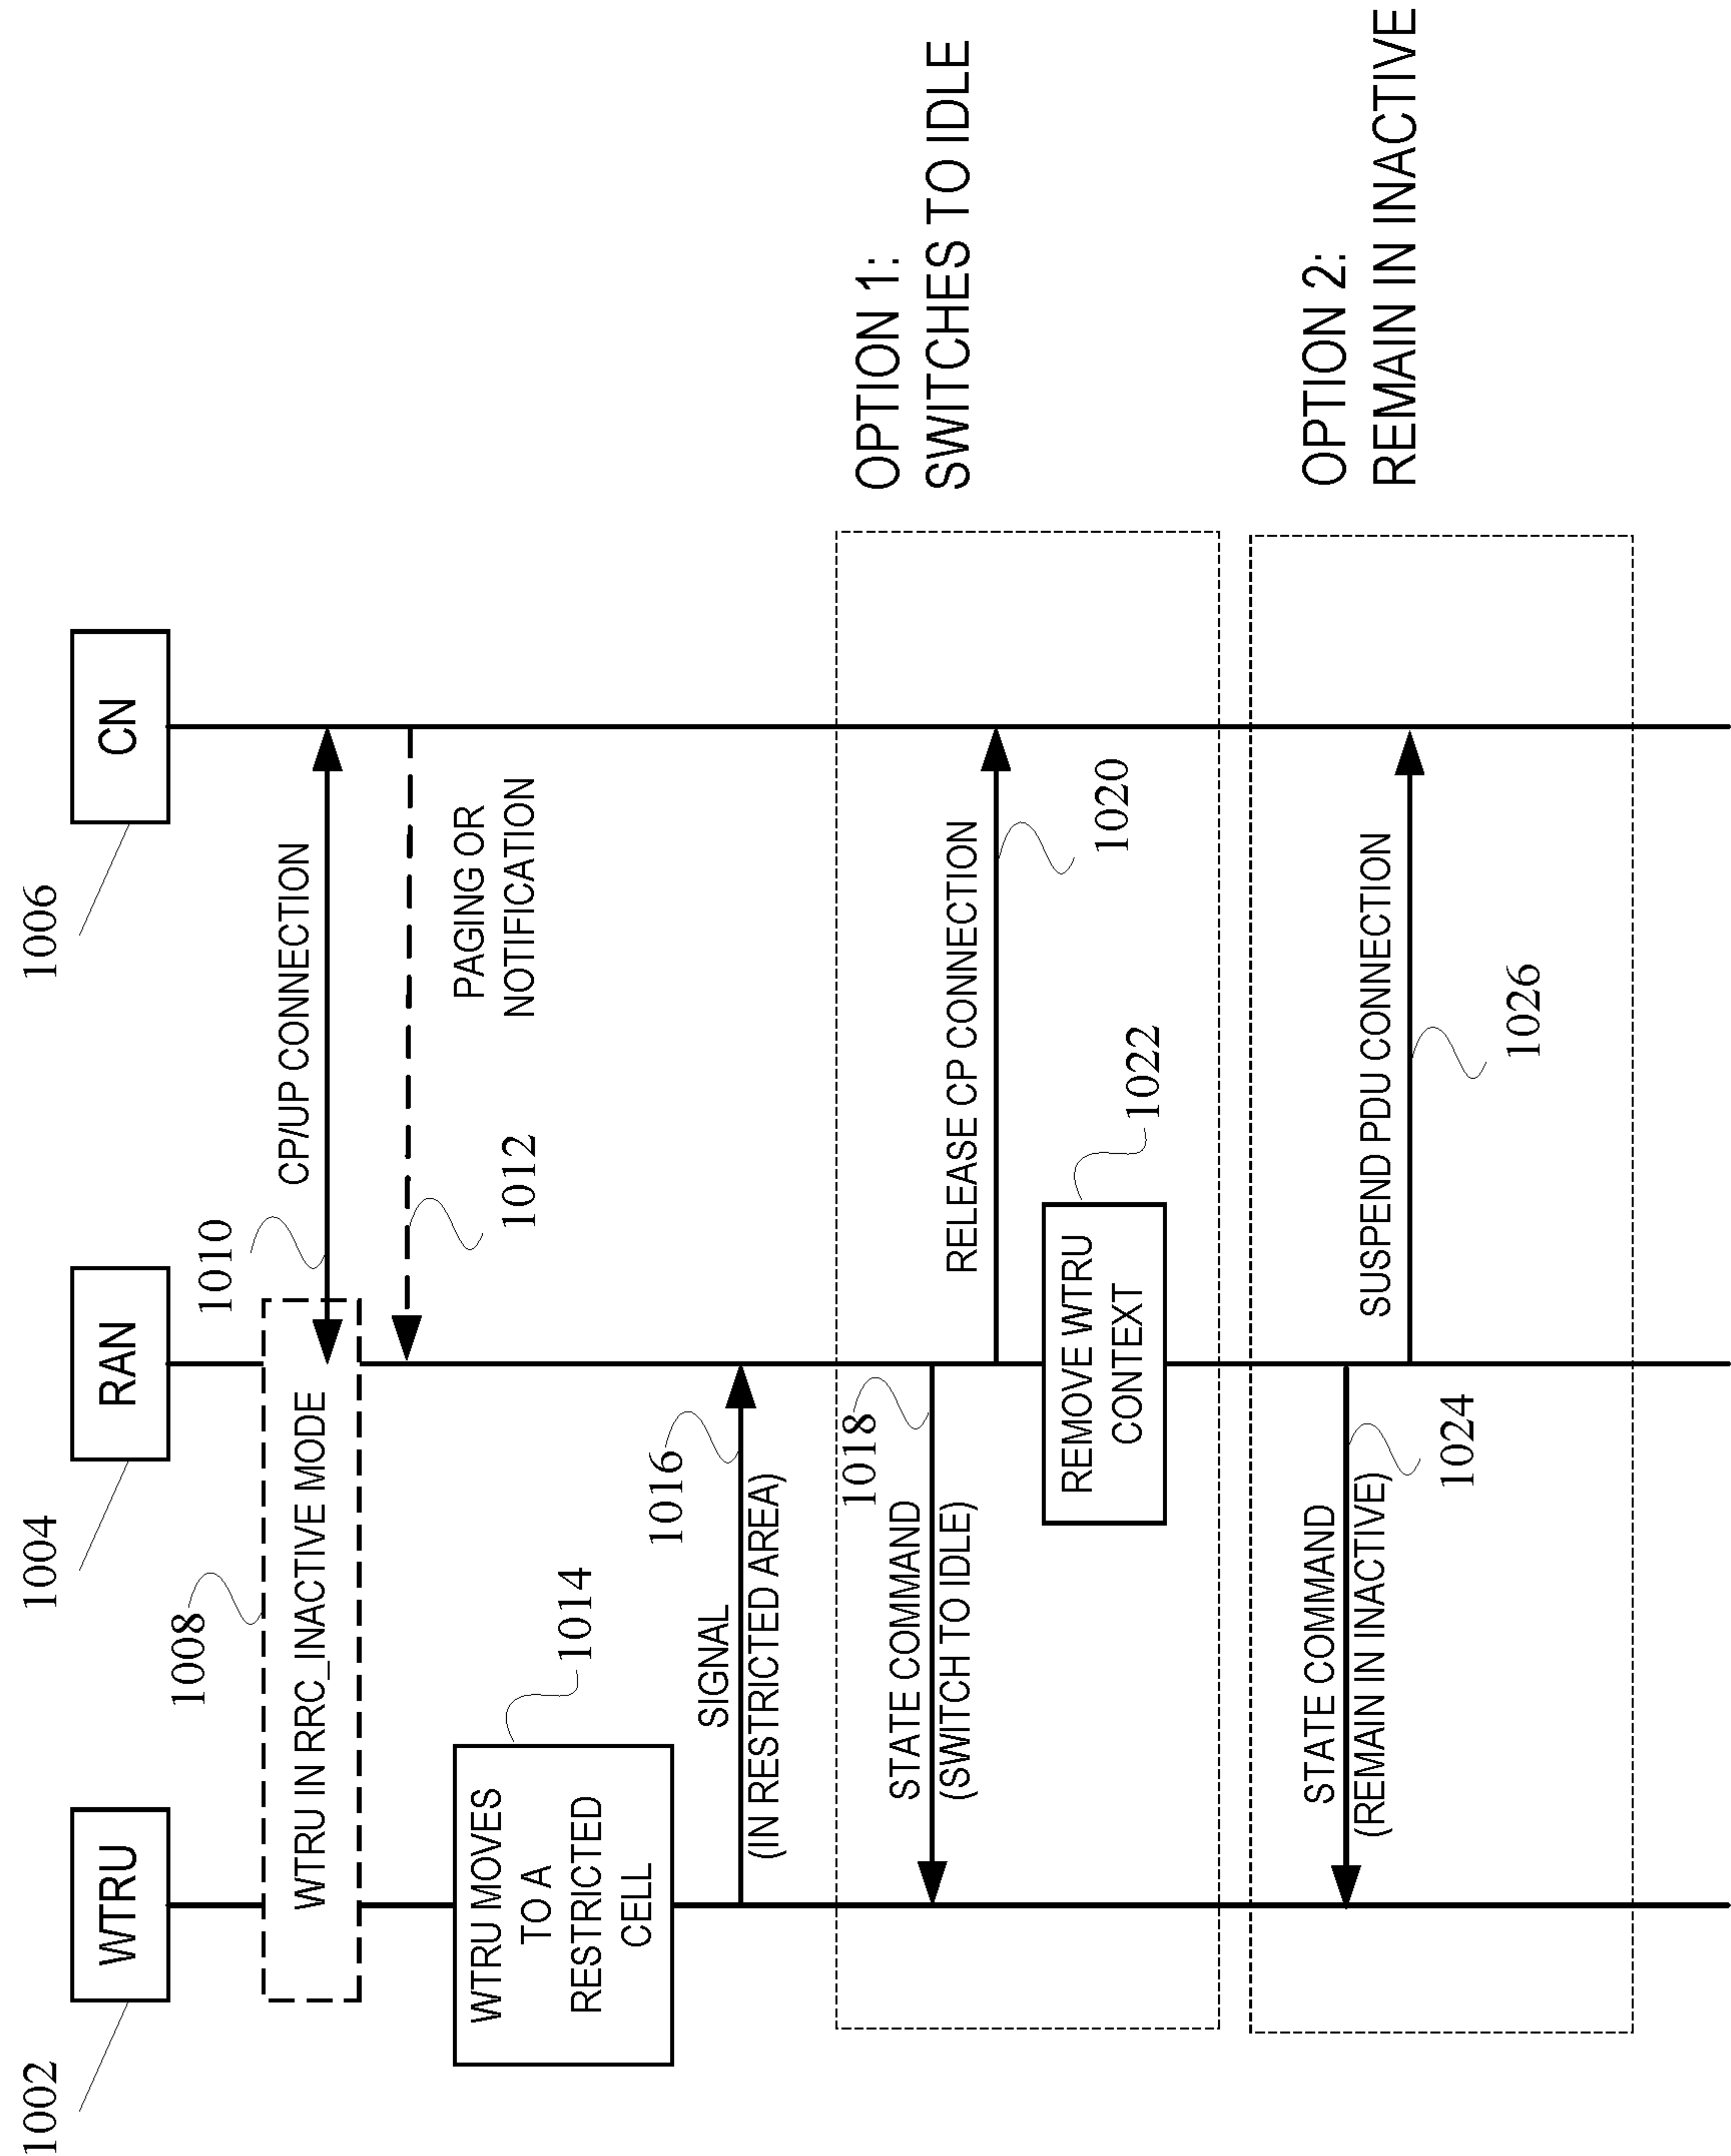 1002
WTRU
1004
RAN
1006
CN
1008
WTRU IN RRC_INACTIVE MODE
1010
CP/UP CONNECTION
1012
PAGING OR
NOTIFICATION
WTRU MOVES
TO A
RESTRICTED
CELL
1014
SIGNAL
(IN RESTRICTED AREA)
1016
OPTION 1:
SWITCHES TO IDLE
STATE COMMAND
(SWITCH TO IDLE)
1018
RELEASE CP CONNECTION
1020
REMOVE WTRU
CONTEXT
1022
OPTION 2:
REMAIN IN INACTIVE
STATE COMMAND
(REMAIN IN INACTIVE)
1024
SUSPEND PDU CONNECTION
1026